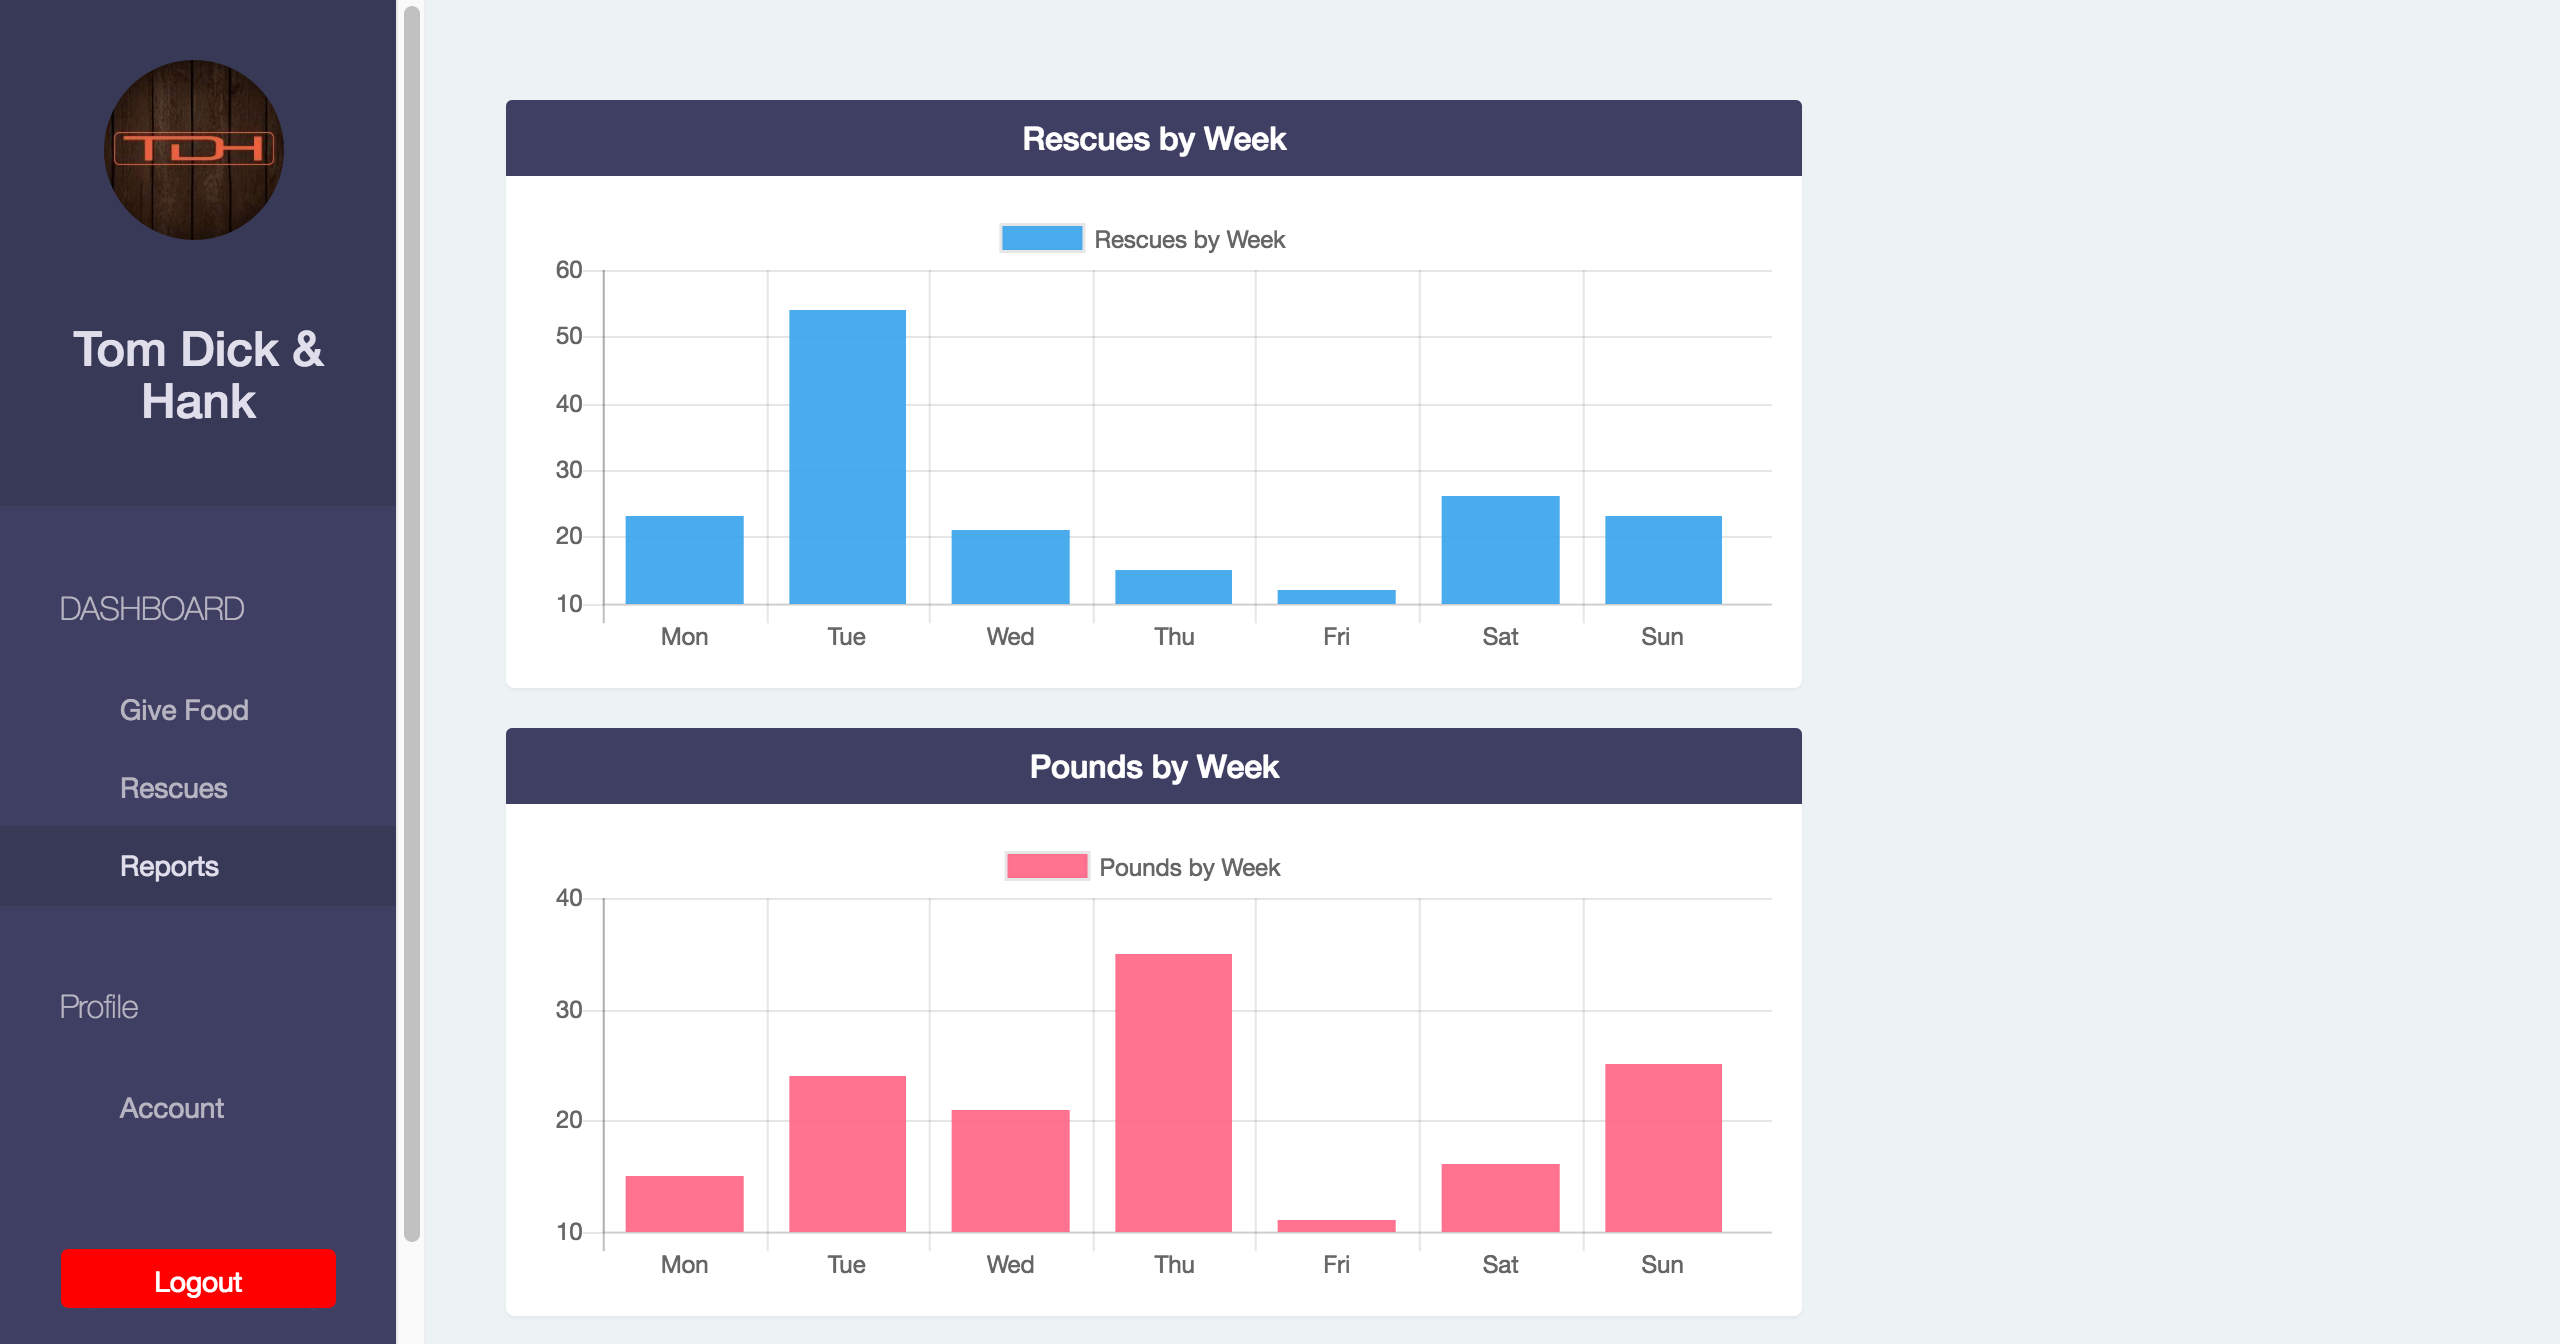 TDH
Tom Dick &
Hank
DASHBOARD
Give Food
Rescues
Reports
Profile
Account
Logout
Rescues by Week
Rescues by Week
60
50
40
30
20
10
Mon Tue Wed Thu Fri Sat Sun
Pounds by Week
Pounds by Week
40
30
20
10
Mon Tue Wed Thu Fri Sat Sun